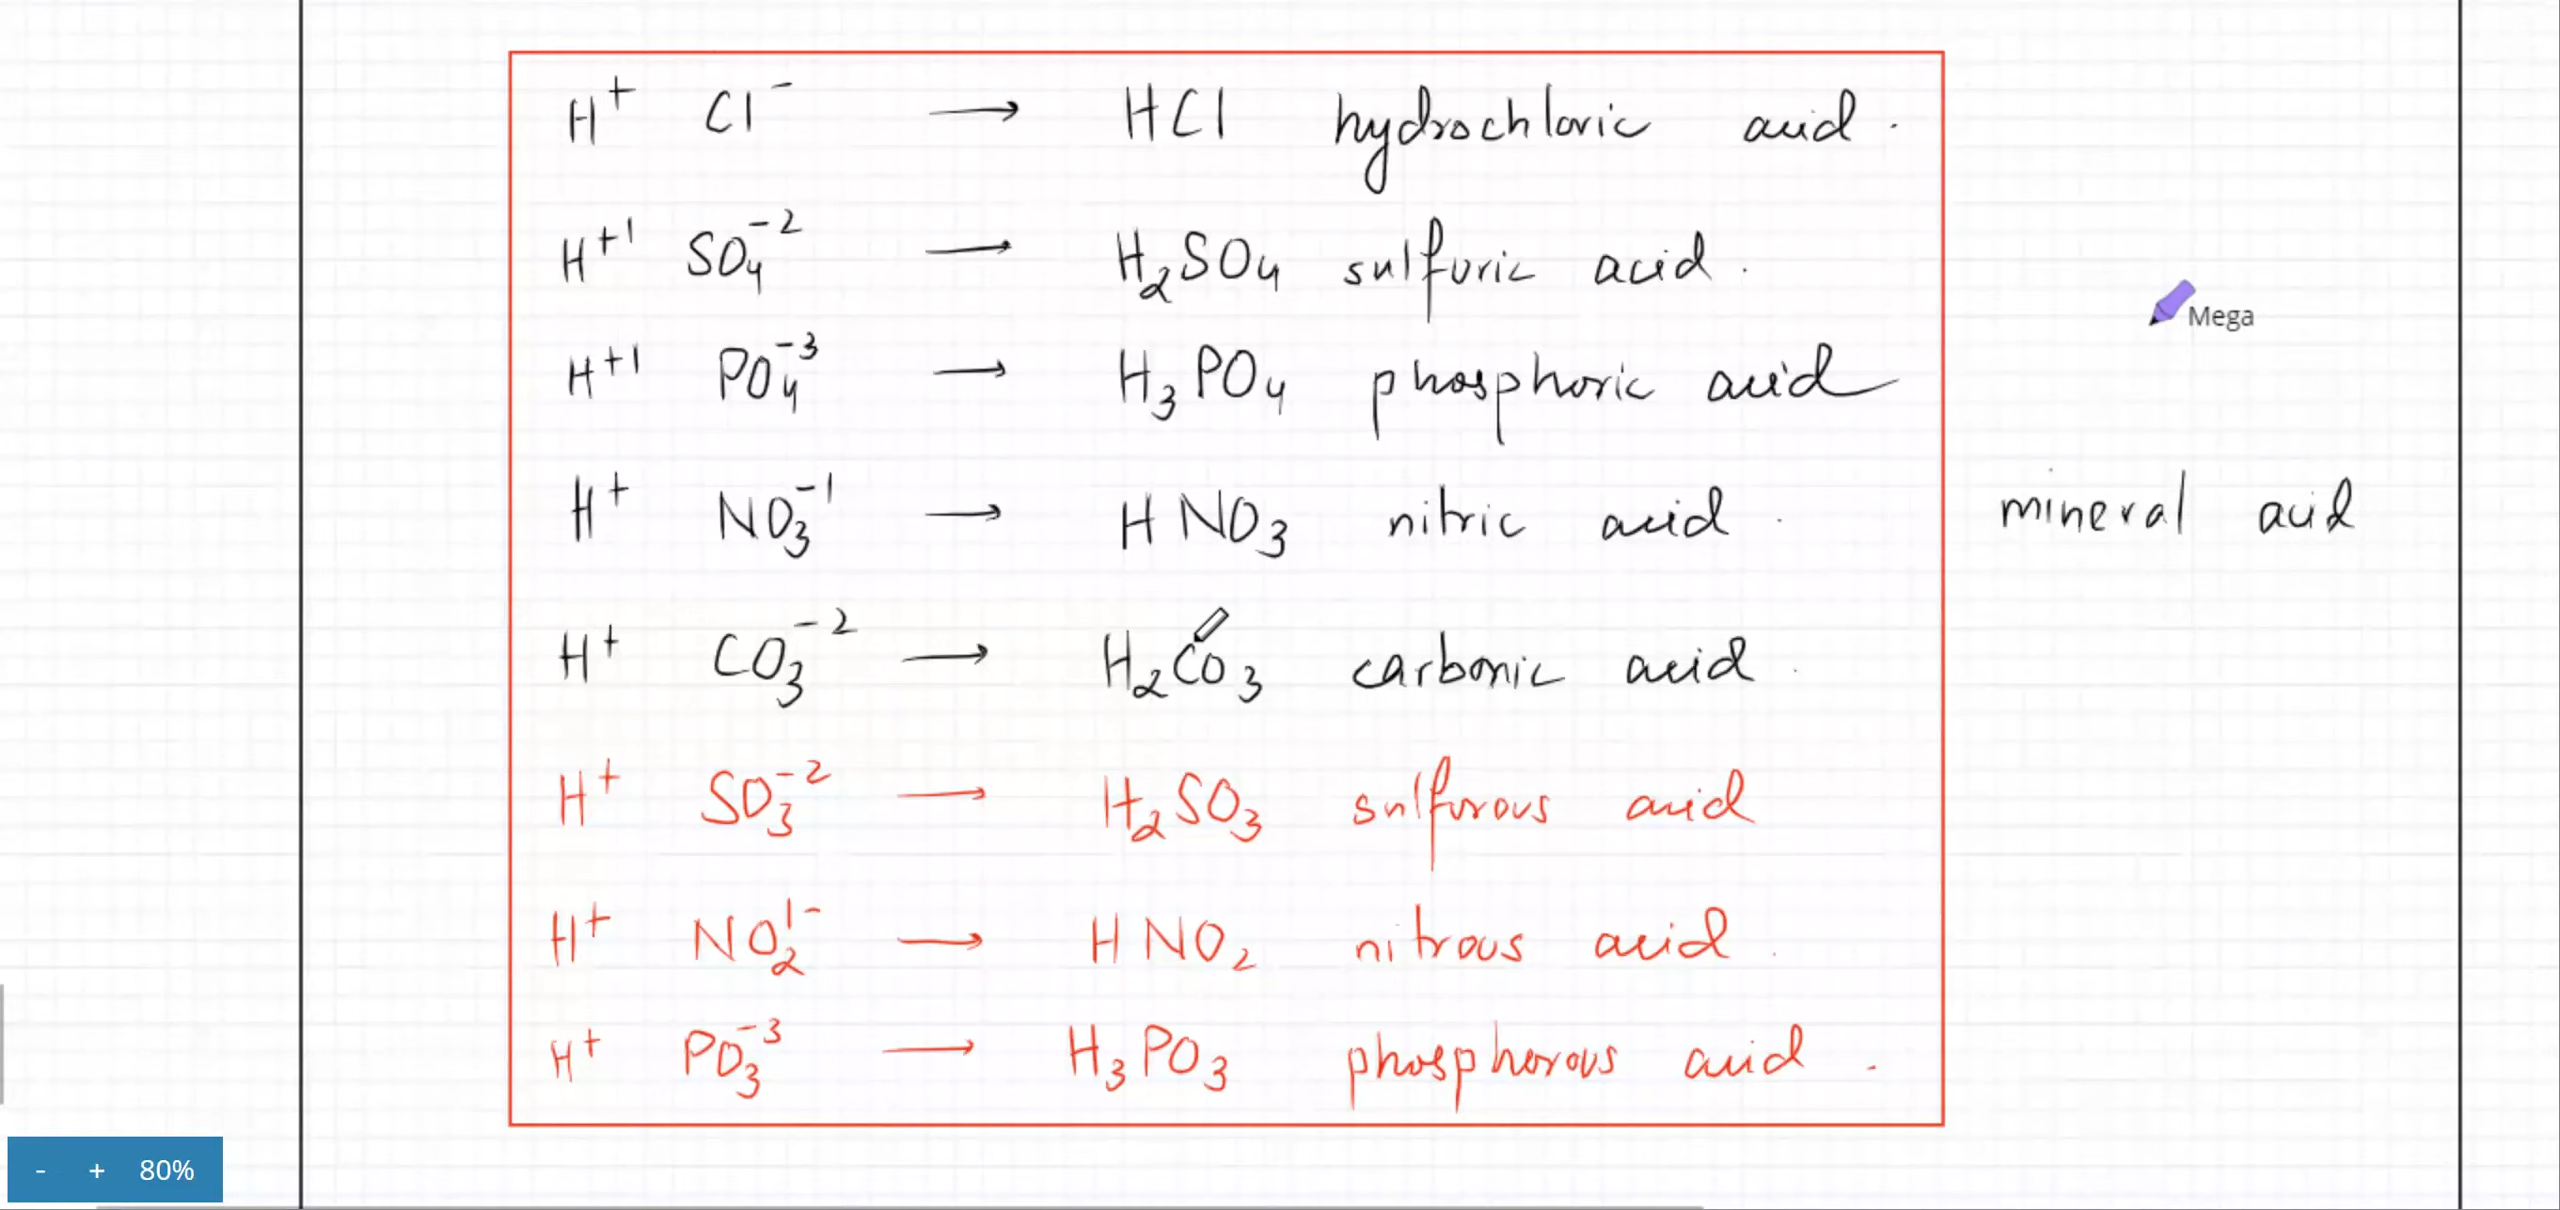 H⁺ Cl⁻ → HCl hydrochloric acid.
H⁺¹ SO₄⁻² → H₂SO₄ sulfuric acid.
Mega
H⁺¹ PO₄⁻³ → H₃PO₄ phosphoric acid
H⁺ NO₃⁻¹ → HNO₃ nitric acid. mineral acid
H⁺ CO₃⁻² → H₂CO₃ carbonic acid.
H⁺ SO₃⁻² → H₂SO₃ sulfurous acid
H⁺ NO₂¹⁻ → HNO₂ nitrous acid.
H⁺ PO₃⁻³ → H₃PO₃ phosphorous acid.
- + 80%